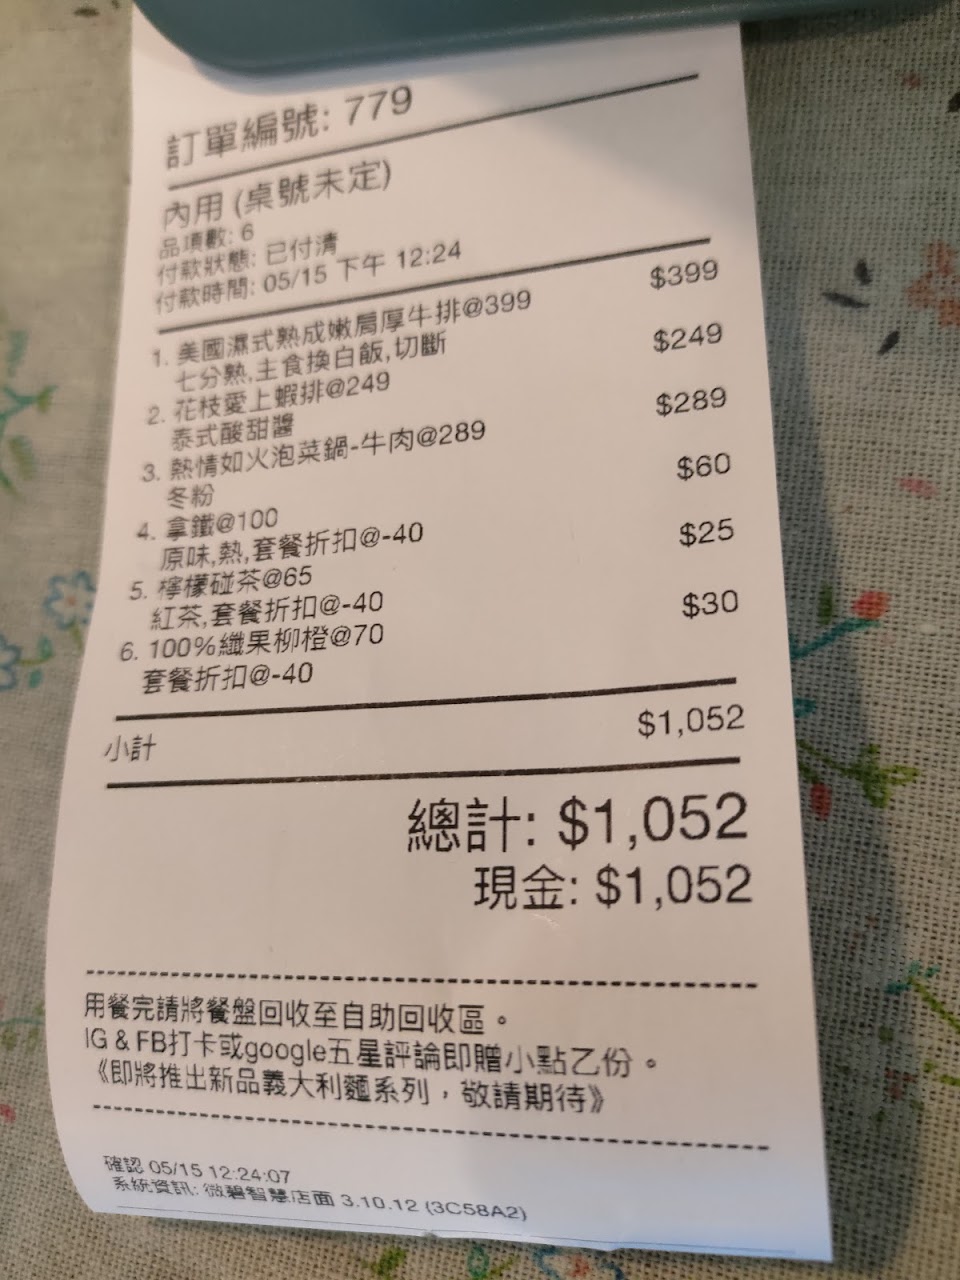 訂單編號: 779
內用 (桌號未定)
品項數: 6
付款狀態: 已付清
付款時間: 05/15 下午 12:24
1. 美國濕式熟成嫩肩厚牛排@399 $399
七分熟,主食換白飯,切斷
2. 花枝愛上蝦排@249 $249
泰式酸甜醬
3. 熱情如火泡菜鍋-牛肉@289 $289
冬粉
4. 拿鐵@100 $60
原味,熱,套餐折扣@-40
5. 檸檬碰茶@65 $25
紅茶,套餐折扣@-40
6. 100%纖果柳橙@70 $30
套餐折扣@-40
小計 $1,052
總計: $1,052
現金: $1,052
用餐完請將餐盤回收至自助回收區。
IG & FB打卡或google五星評論即贈小點乙份。
《即將推出新品義大利麵系列，敬請期待》
確認 05/15 12:24:07
系統資訊: 微碧智慧店面 3.10.12 (3C58A2)